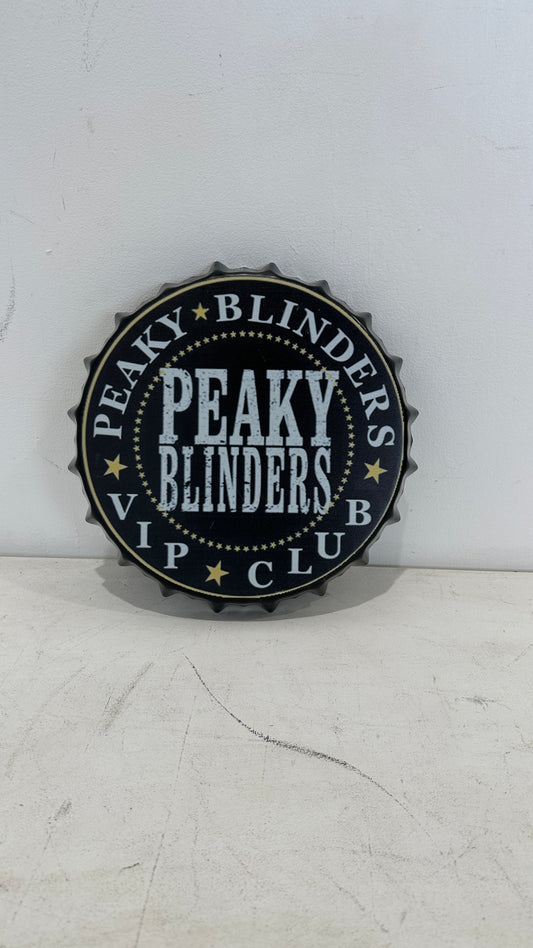 PEAKY ★ BLINDERS
PEAKY
BLINDERS
VIP ★ CLUB